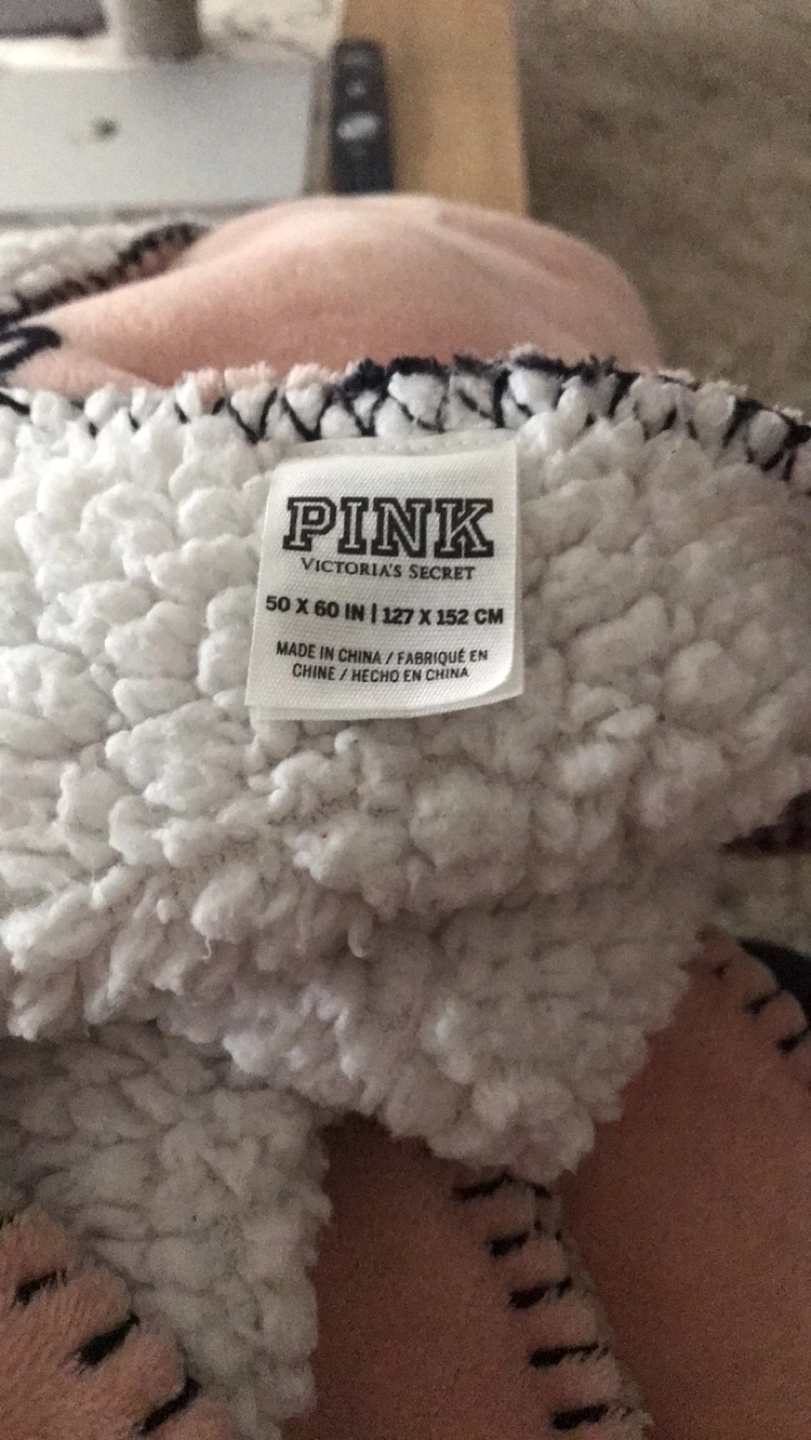 PINK
VICTORIA'S SECRET
50 X 60 IN | 127 X 152 CM
MADE IN CHINA / FABRIQUÉ EN
CHINE / HECHO EN CHINA